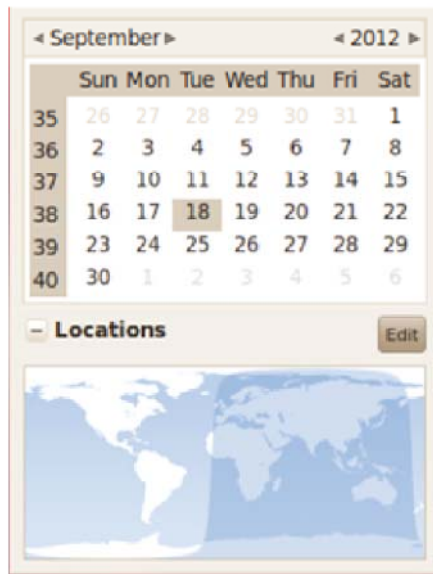 September 2012
Sun Mon Tue Wed Thu Fri Sat
35 26 27 28 29 30 31 1
36 2 3 4 5 6 7 8
37 9 10 11 12 13 14 15
38 16 17 18 19 20 21 22
39 23 24 25 26 27 28 29
40 30 1 2 3 4 5 6
Locations Edit